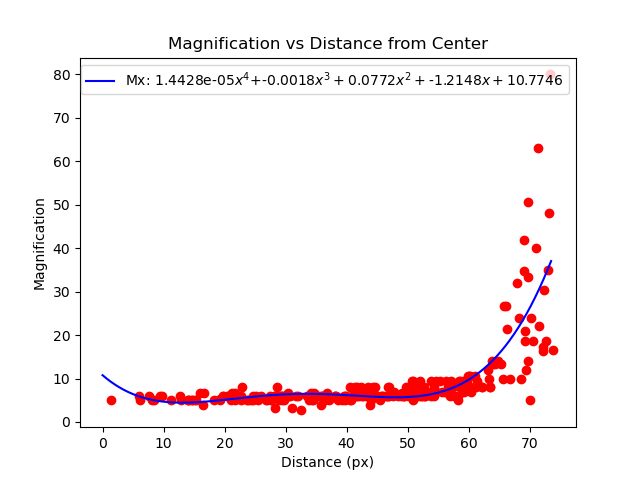 Magnification vs Distance from Center
Mx: 1.4428e-05x⁴+-0.0018x³ + 0.0772x² + -1.2148x + 10.7746
80
70
60
50
40
30
20
10
0
Magnification
0 10 20 30 40 50 60 70
Distance (px)